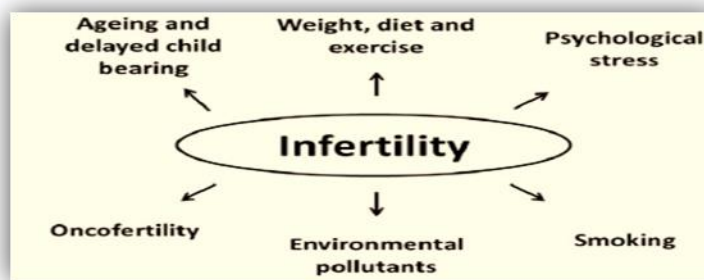 Ageing and
delayed child
bearing
Weight, diet and
exercise
Psychological
stress
Infertility
Oncofertility
Environmental
pollutants
Smoking